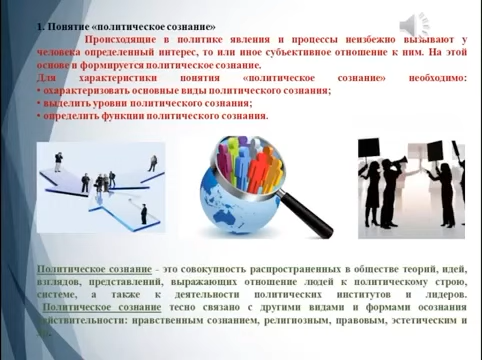 1. Понятие «политическое сознание»
Происходящие в политике явления и процессы неизбежно вызывают у
человека определенный интерес, то или иное субъективное отношение к ним. На этой
основе и формируется политическое сознание.
Для характеристики понятия «политическое сознание» необходимо:
• охарактеризовать основные виды политического сознания;
• выделить уровни политического сознания;
• определить функции политического сознания.
Политическое сознание - это совокупность распространенных в обществе теорий, идей,
взглядов, представлений, выражающих отношение людей к политическому строю,
системе, а также к деятельности политических институтов и лидеров.
Политическое сознание тесно связано с другими видами и формами осознания
действительности: нравственным сознанием, религиозным, правовым, эстетическим и